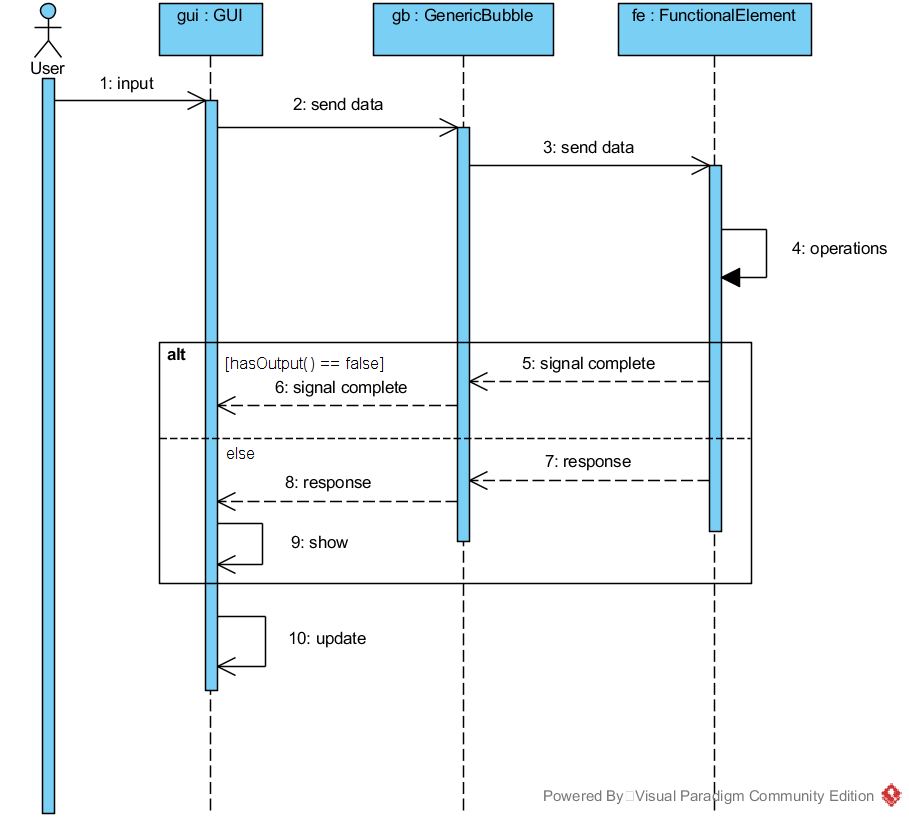 gui : GUI
gb : GenericBubble
fe : FunctionalElement
User
1: input
2: send data
3: send data
4: operations
alt
[hasOutput() == false]
5: signal complete
6: signal complete
else
7: response
8: response
9: show
10: update
Powered By Visual Paradigm Community Edition